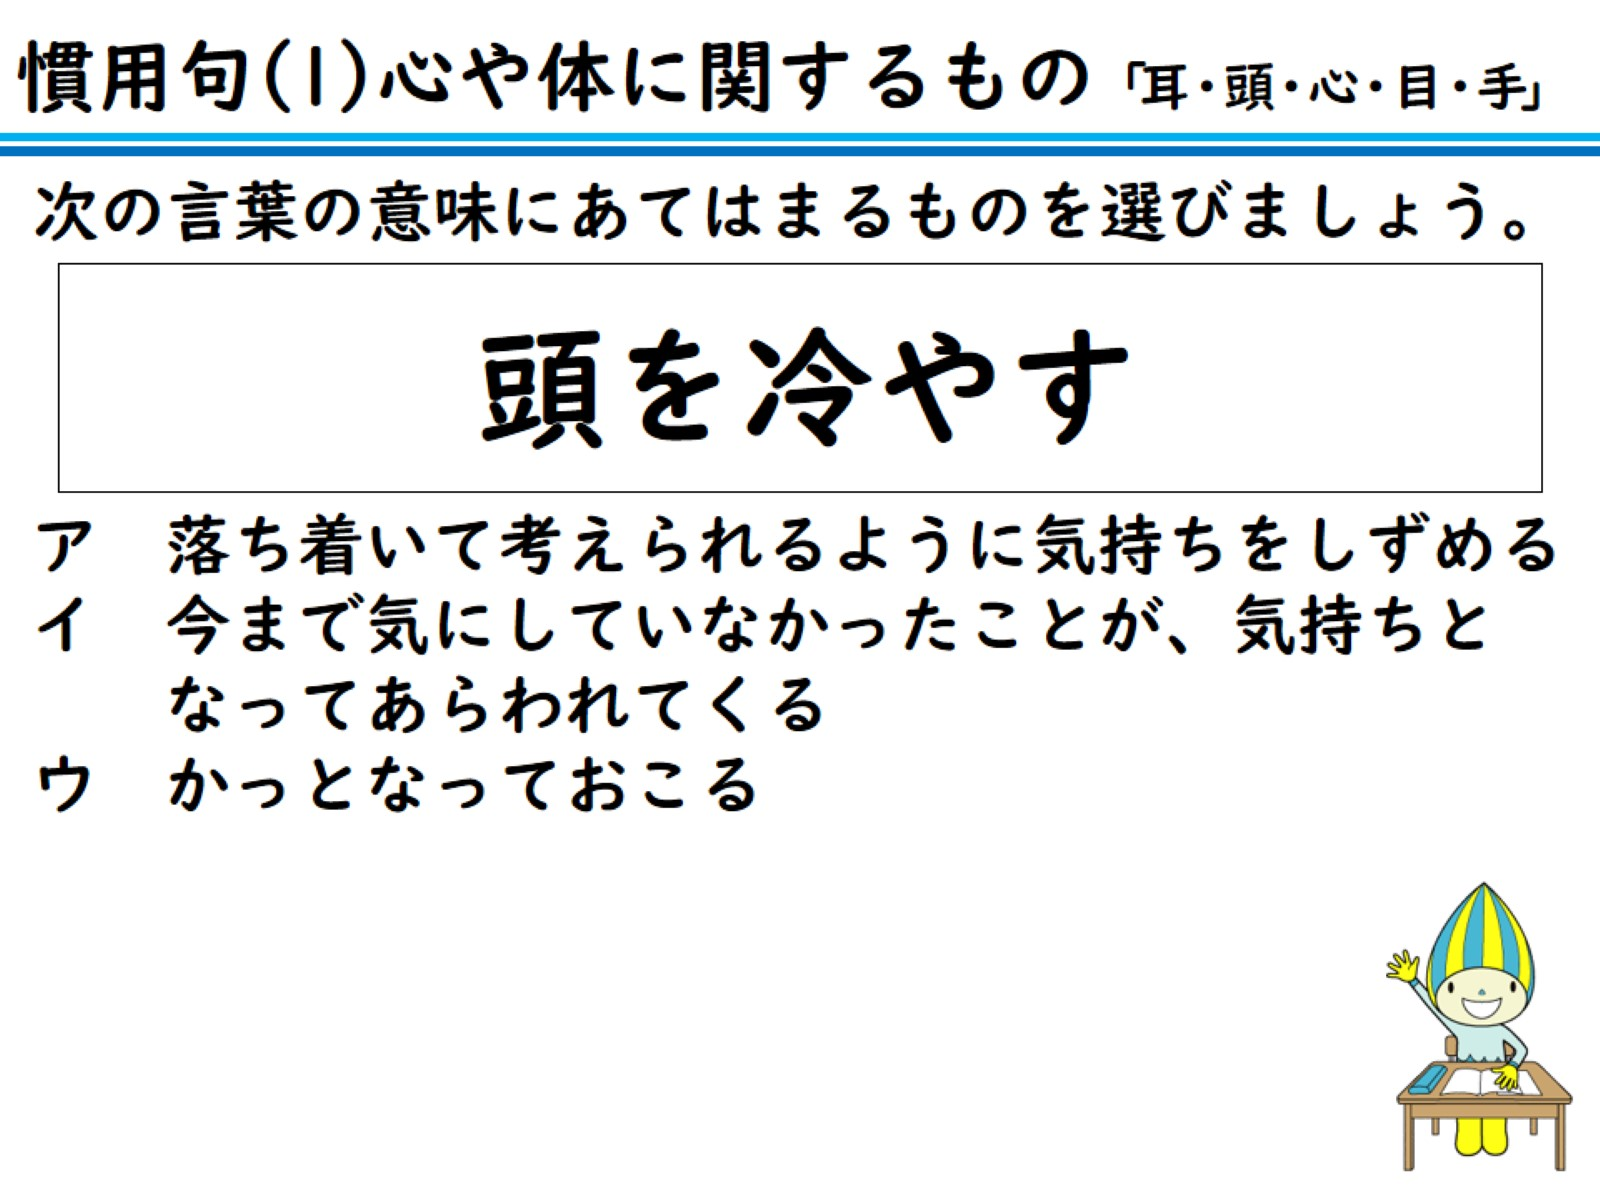 慣用句(1)心や体に関するもの「耳・頭・心・目・手」
次の言葉の意味にあてはまるものを選びましょう。
頭を冷やす
ア　落ち着いて考えられるように気持ちをしずめる
イ　今まで気にしていなかったことが、気持ちと
なってあらわれてくる
ウ　かっとなっておこる